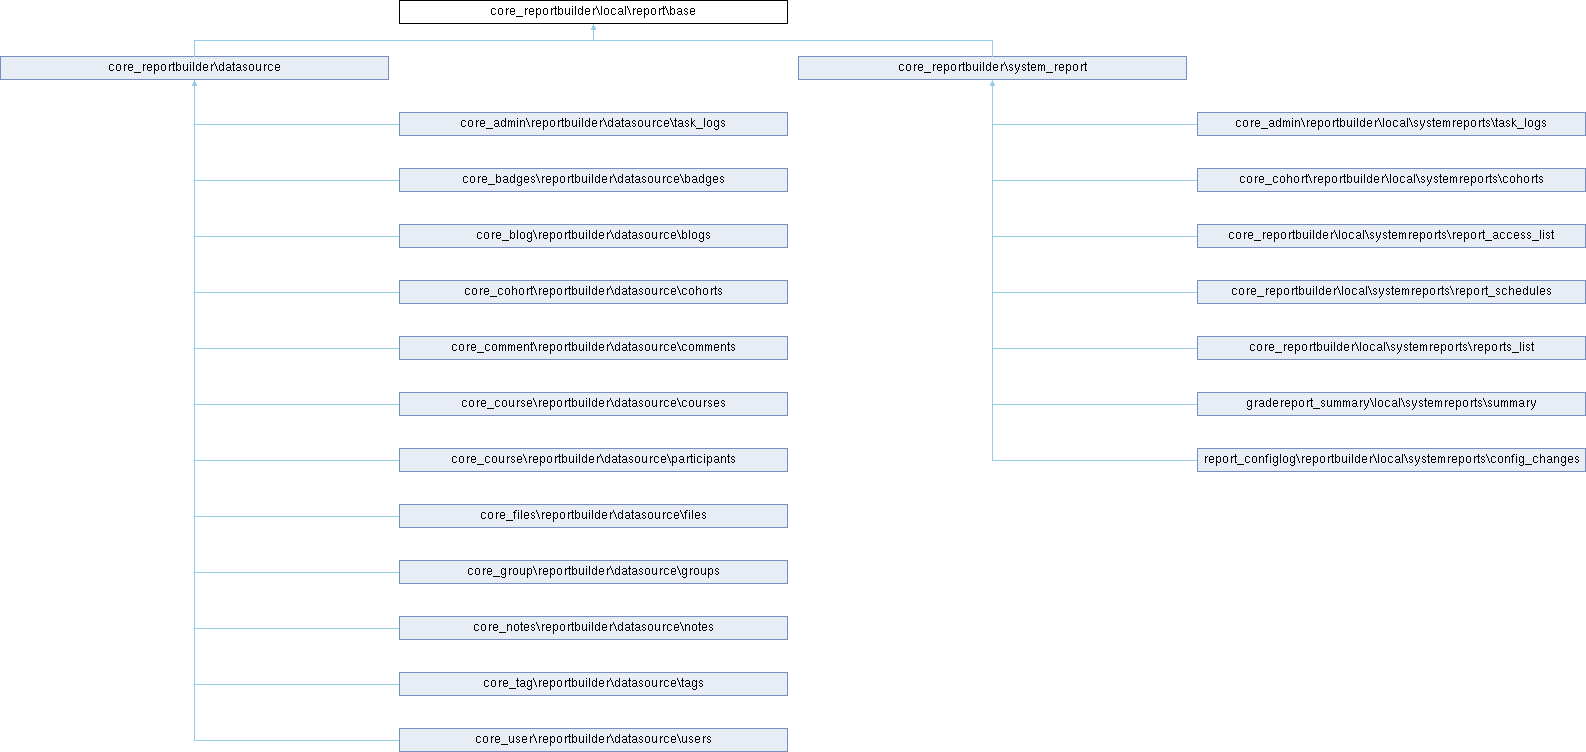 core_reportbuilder\local\report\base
core_reportbuilder\datasource
core_reportbuilder\system_report
core_admin\reportbuilder\datasource\task_logs
core_admin\reportbuilder\local\systemreports\task_logs
core_badges\reportbuilder\datasource\badges
core_cohort\reportbuilder\local\systemreports\cohorts
core_blog\reportbuilder\datasource\blogs
core_reportbuilder\local\systemreports\report_access_list
core_cohort\reportbuilder\datasource\cohorts
core_reportbuilder\local\systemreports\report_schedules
core_comment\reportbuilder\datasource\comments
core_reportbuilder\local\systemreports\reports_list
core_course\reportbuilder\datasource\courses
gradereport_summary\local\systemreports\summary
core_course\reportbuilder\datasource\participants
report_configlog\reportbuilder\local\systemreports\config_changes
core_files\reportbuilder\datasource\files
core_group\reportbuilder\datasource\groups
core_notes\reportbuilder\datasource\notes
core_tag\reportbuilder\datasource\tags
core_user\reportbuilder\datasource\users